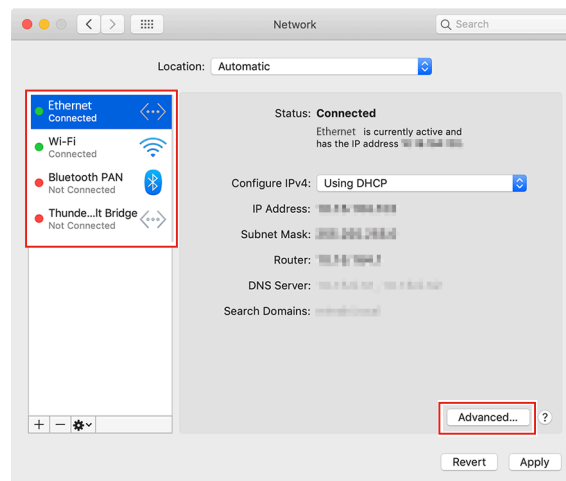 Network
Search
Location: Automatic
Ethernet
Connected
Wi-Fi
Connected
Bluetooth PAN
Not Connected
Thunde...lt Bridge
Not Connected
Status: Connected
Ethernet is currently active and
has the IP address
Configure IPv4: Using DHCP
IP Address:
Subnet Mask:
Router:
DNS Server:
Search Domains:
Advanced...
?
Revert
Apply